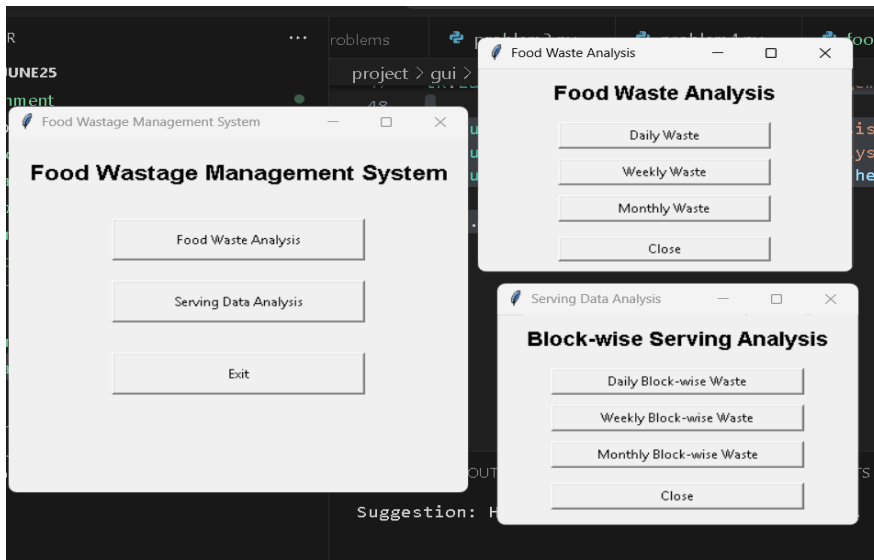 JUNE25
roblems
project > gui >
48
Food Wastage Management System
Food Wastage Management System
Food Waste Analysis
Serving Data Analysis
Exit
Food Waste Analysis
Food Waste Analysis
Daily Waste
Weekly Waste
Monthly Waste
Close
Serving Data Analysis
Block-wise Serving Analysis
Daily Block-wise Waste
Weekly Block-wise Waste
Monthly Block-wise Waste
Close
Suggestion: H